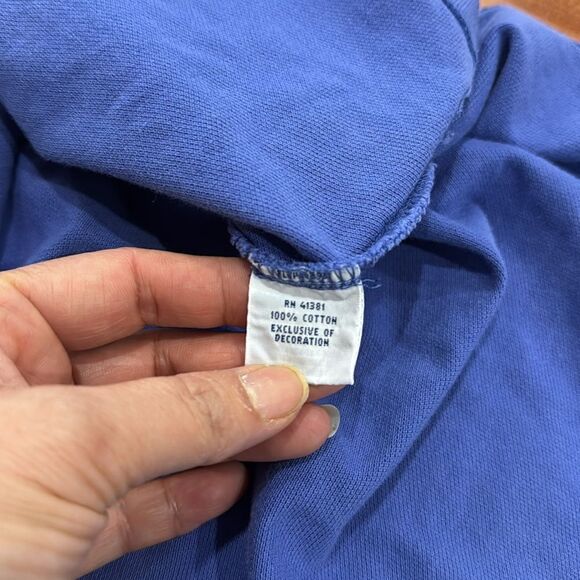 RN 41381
100% COTTON
EXCLUSIVE OF
DECORATION